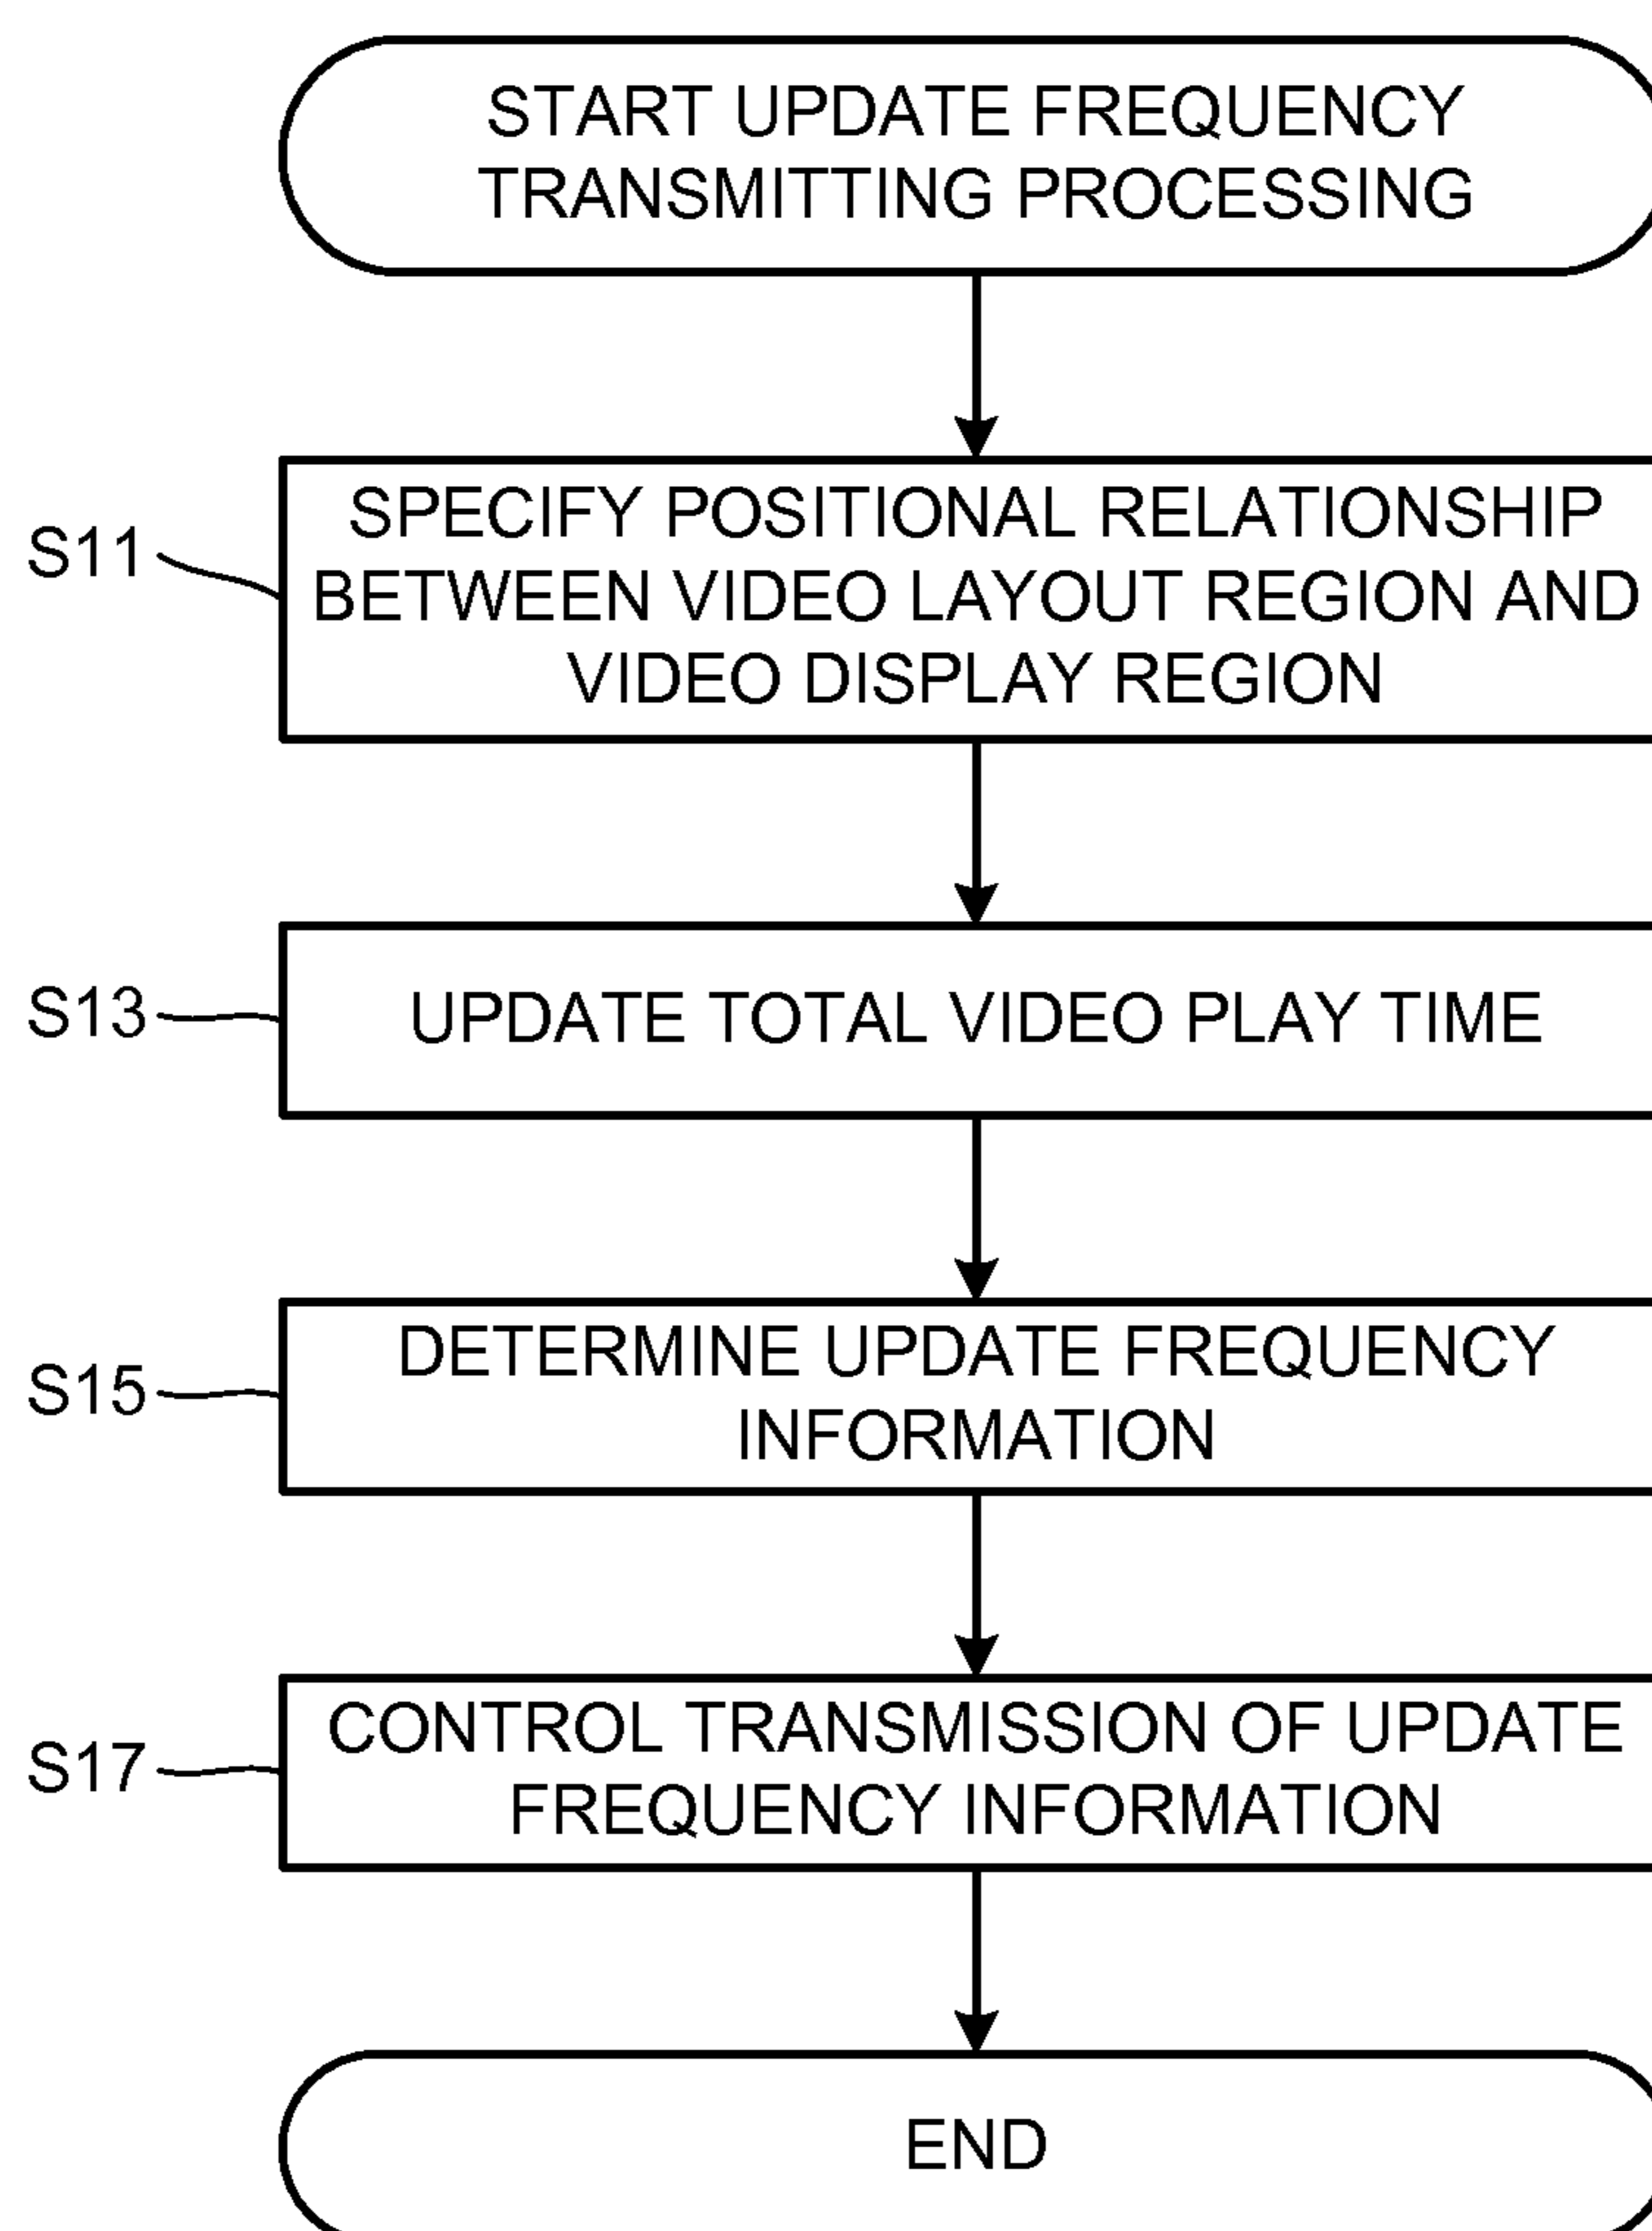 START UPDATE FREQUENCY
TRANSMITTING PROCESSING
S11
SPECIFY POSITIONAL RELATIONSHIP
BETWEEN VIDEO LAYOUT REGION AND
VIDEO DISPLAY REGION
S13
UPDATE TOTAL VIDEO PLAY TIME
S15
DETERMINE UPDATE FREQUENCY
INFORMATION
S17
CONTROL TRANSMISSION OF UPDATE
FREQUENCY INFORMATION
END